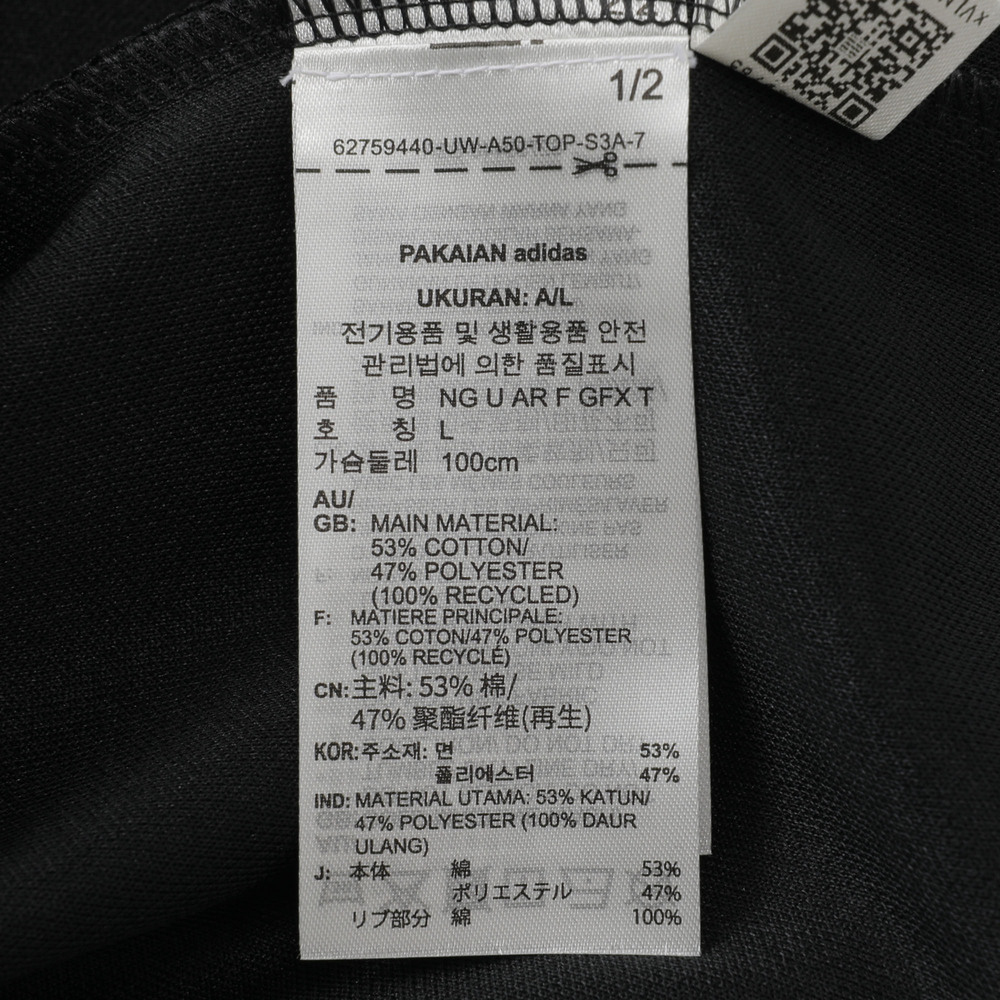 1/2
62759440-UW-A50-TOP-S3A-7
PAKAIAN adidas
UKURAN: A/L
전기용품 및 생활용품 안전
관리법에 의한 품질표시
품 명 NG U AR F GFX T
호 칭 L
가슴둘레 100cm
AU/
GB: MAIN MATERIAL:
53% COTTON/
47% POLYESTER
(100% RECYCLED)
F: MATIERE PRINCIPALE:
53% COTON/47% POLYESTER
(100% RECYCLÉ)
CN:主料: 53% 棉/
47% 聚酯纤维(再生)
KOR:주소재: 면 53%
폴리에스터 47%
IND: MATERIAL UTAMA: 53% KATUN/
47% POLYESTER (100% DAUR
ULANG)
J: 本体 綿 53%
ポリエステル 47%
リブ部分 綿 100%